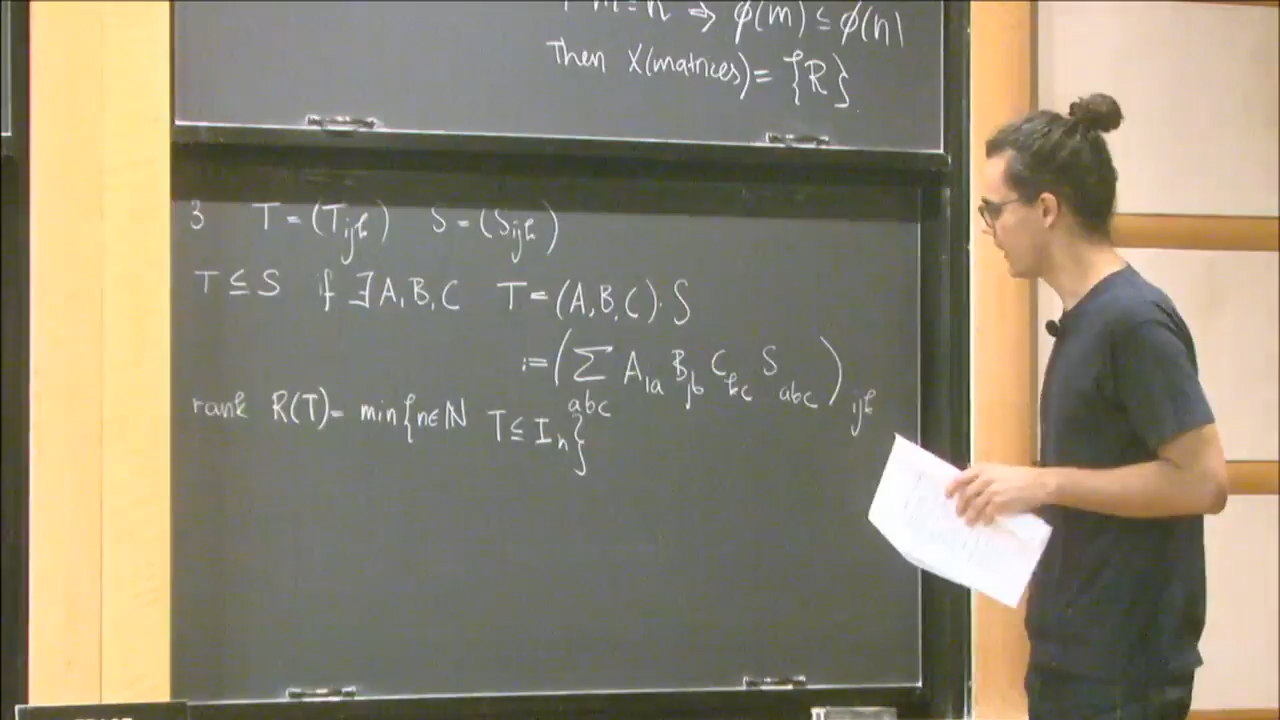 ⇒ φ(m) ≤ φ(n)
Then X(matrices) = {R}
3 T = (T_ijk) S = (S_ijk)
T ≤ S if ∃A,B,C T = (A,B,C)·S
:= (∑_abc A_ia B_jb C_kc S_abc)_ijk
rank R(T) = min{n∈ℕ T ≤ I_n}